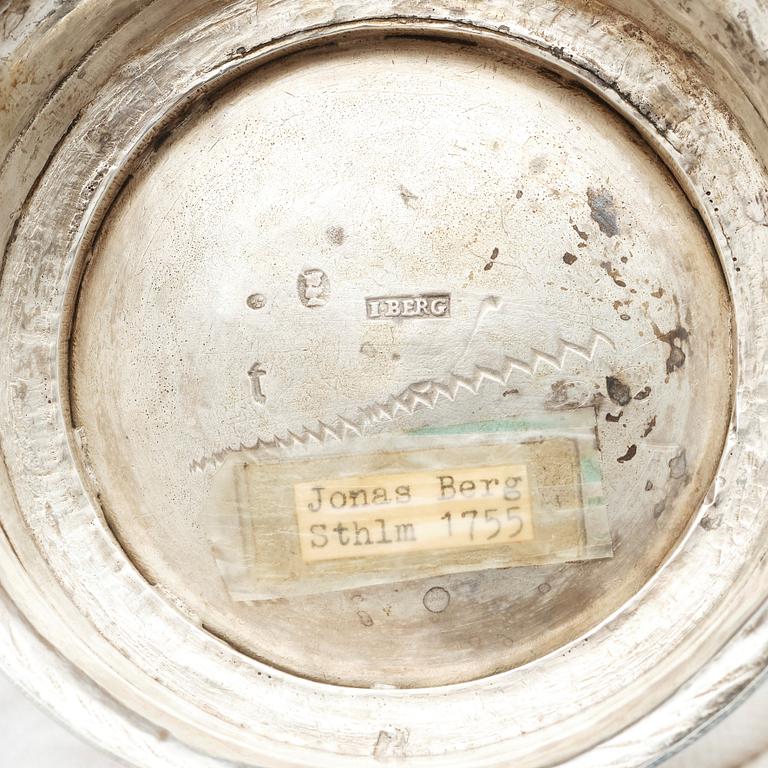 I·BERG
t
Jonas Berg
Sthlm 1755